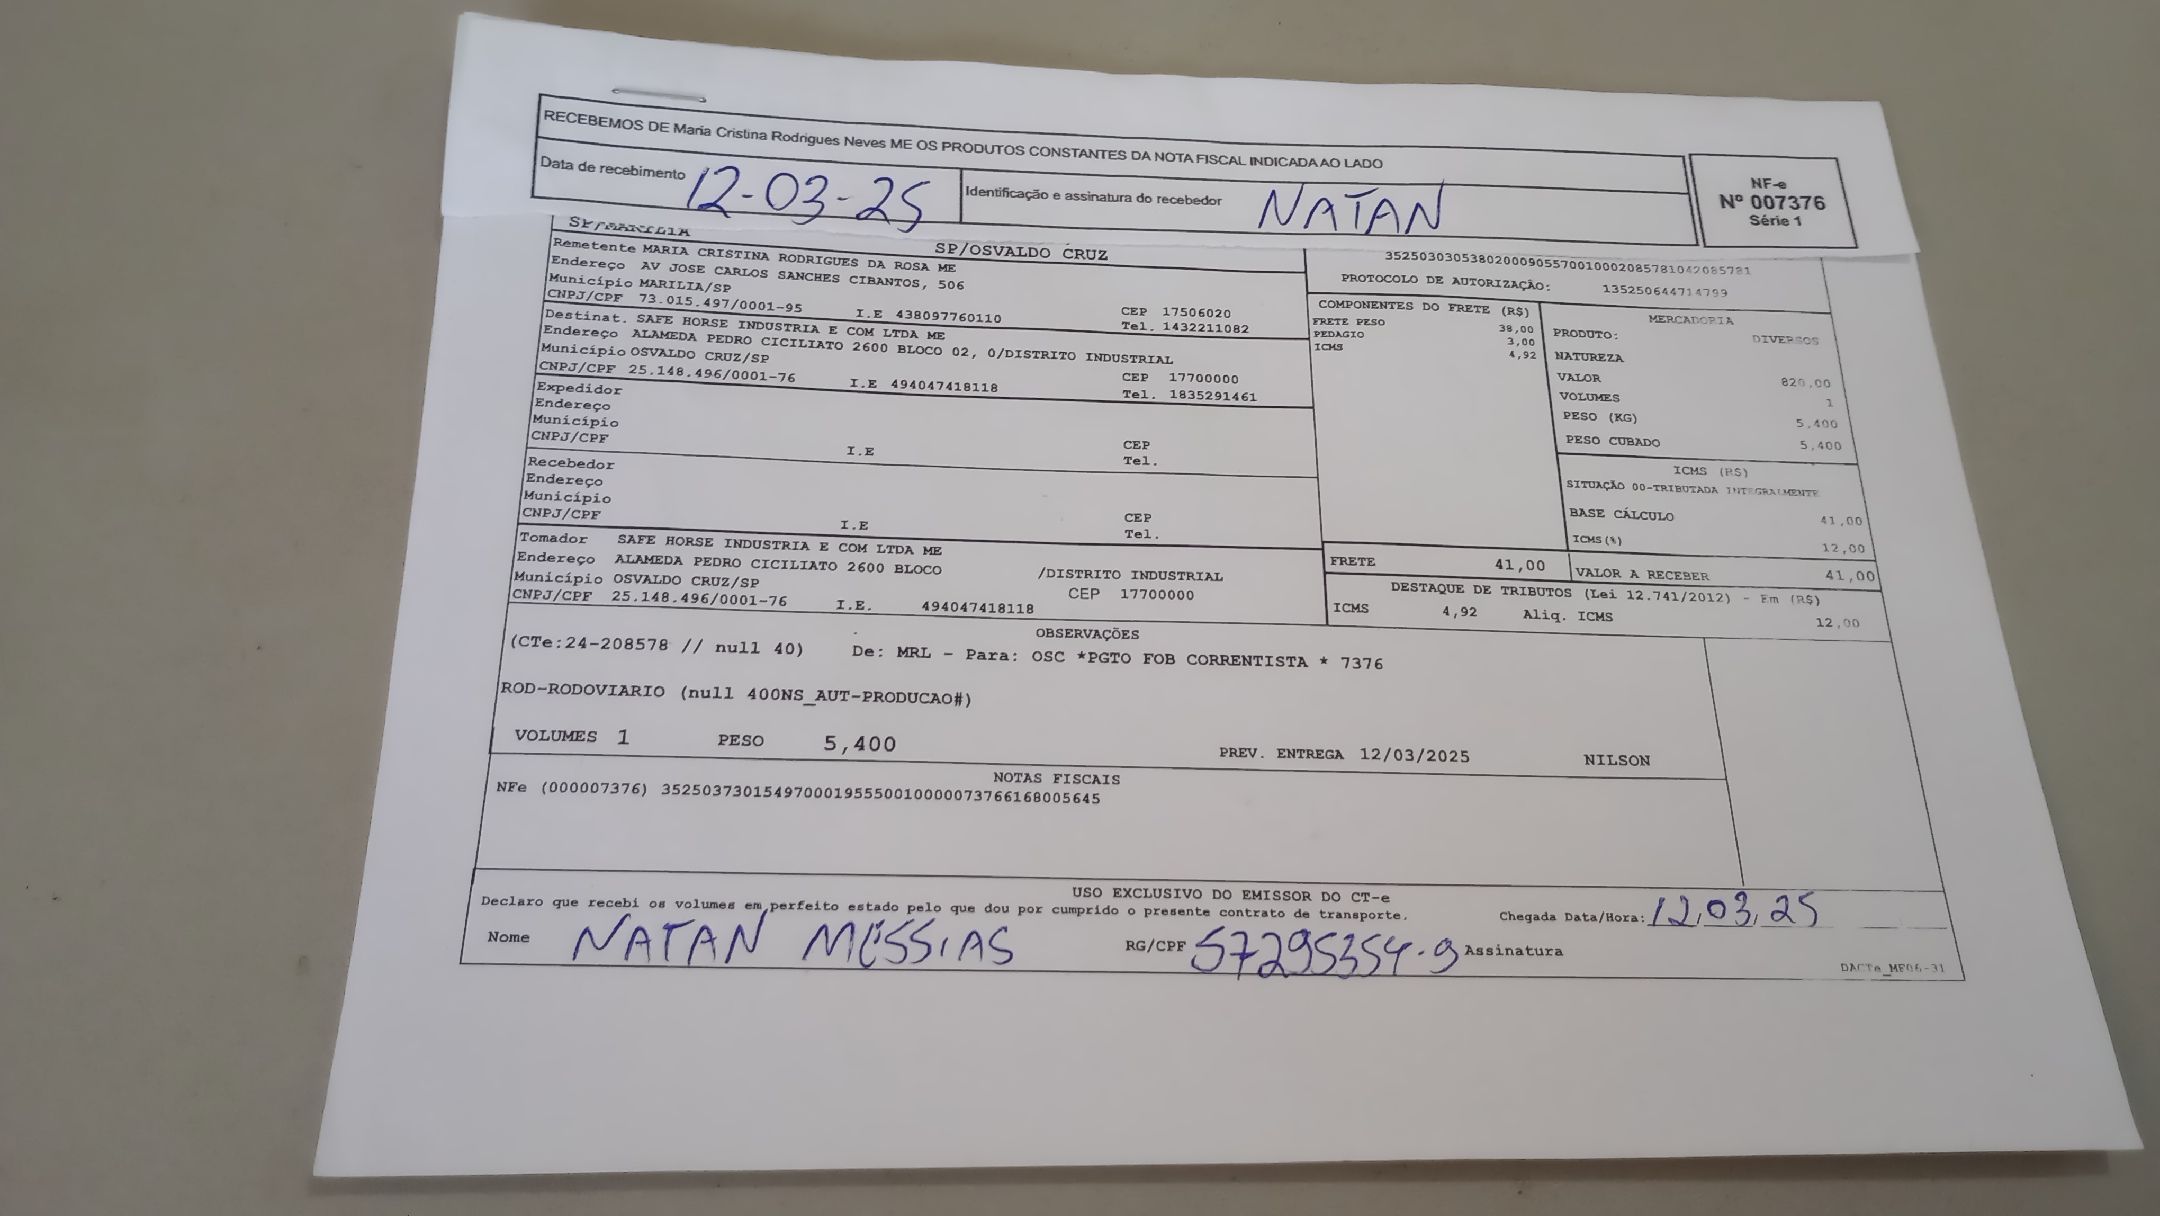 RECEBEMOS DE Maria Cristina Rodrigues Neves ME OS PRODUTOS CONSTANTES DA NOTA FISCAL INDICADA AO LADO
Data de recebimento 12-03-25 Identificação e assinatura do recebedor NATAN
NF-e
Nº 007376
Série 1
SP/MARILIA SP/OSVALDO CRUZ
Remetente MARIA CRISTINA RODRIGUES DA ROSA ME
Endereço AV JOSE CARLOS SANCHES CIBANTOS, 506
Município MARILIA/SP CEP 17506020
CNPJ/CPF 73.015.497/0001-95 I.E 438097760110 Tel. 1432211082
Destinat. SAFE HORSE INDUSTRIA E COM LTDA ME
Endereço ALAMEDA PEDRO CICILIATO 2600 BLOCO 02, 0/DISTRITO INDUSTRIAL
Município OSVALDO CRUZ/SP CEP 17700000
CNPJ/CPF 25.148.496/0001-76 I.E 494047418118 Tel. 1835291461
Expedidor
Endereço
Município CEP
CNPJ/CPF I.E Tel.
Recebedor
Endereço
Município CEP
CNPJ/CPF I.E Tel.
Tomador SAFE HORSE INDUSTRIA E COM LTDA ME
Endereço ALAMEDA PEDRO CICILIATO 2600 BLOCO /DISTRITO INDUSTRIAL
Município OSVALDO CRUZ/SP CEP 17700000
CNPJ/CPF 25.148.496/0001-76 I.E. 494047418118
35250303053802000905570010002085781042085781
PROTOCOLO DE AUTORIZAÇÃO: 135250644714799
COMPONENTES DO FRETE (R$)
FRETE PESO 38,00
PEDAGIO 3,00
ICMS 4,92
MERCADORIA
PRODUTO: DIVERSOS
NATUREZA
VALOR 820,00
VOLUMES 1
PESO (KG) 5,400
PESO CUBADO 5,400
ICMS (R$)
SITUAÇÃO 00-TRIBUTADA INTEGRALMENTE
BASE CÁLCULO 41,00
ICMS(%) 12,00
FRETE 41,00 VALOR A RECEBER 41,00
DESTAQUE DE TRIBUTOS (Lei 12.741/2012) - Em (R$)
ICMS 4,92 Aliq. ICMS 12,00
OBSERVAÇÕES
(CTe:24-208578 // null 40) De: MRL - Para: OSC *PGTO FOB CORRENTISTA * 7376
ROD-RODOVIARIO (null 400NS_AUT-PRODUCAO#)
VOLUMES 1 PESO 5,400 PREV. ENTREGA 12/03/2025 NILSON
NOTAS FISCAIS
NFe (000007376) 35250373015497000195550010000073766168005645
USO EXCLUSIVO DO EMISSOR DO CT-e
Declaro que recebi os volumes em perfeito estado pelo que dou por cumprido o presente contrato de transporte. Chegada Data/Hora: 12,03,25
Nome NATAN MESSIAS RG/CPF 57295354-9 Assinatura
DACTe_MF06-31